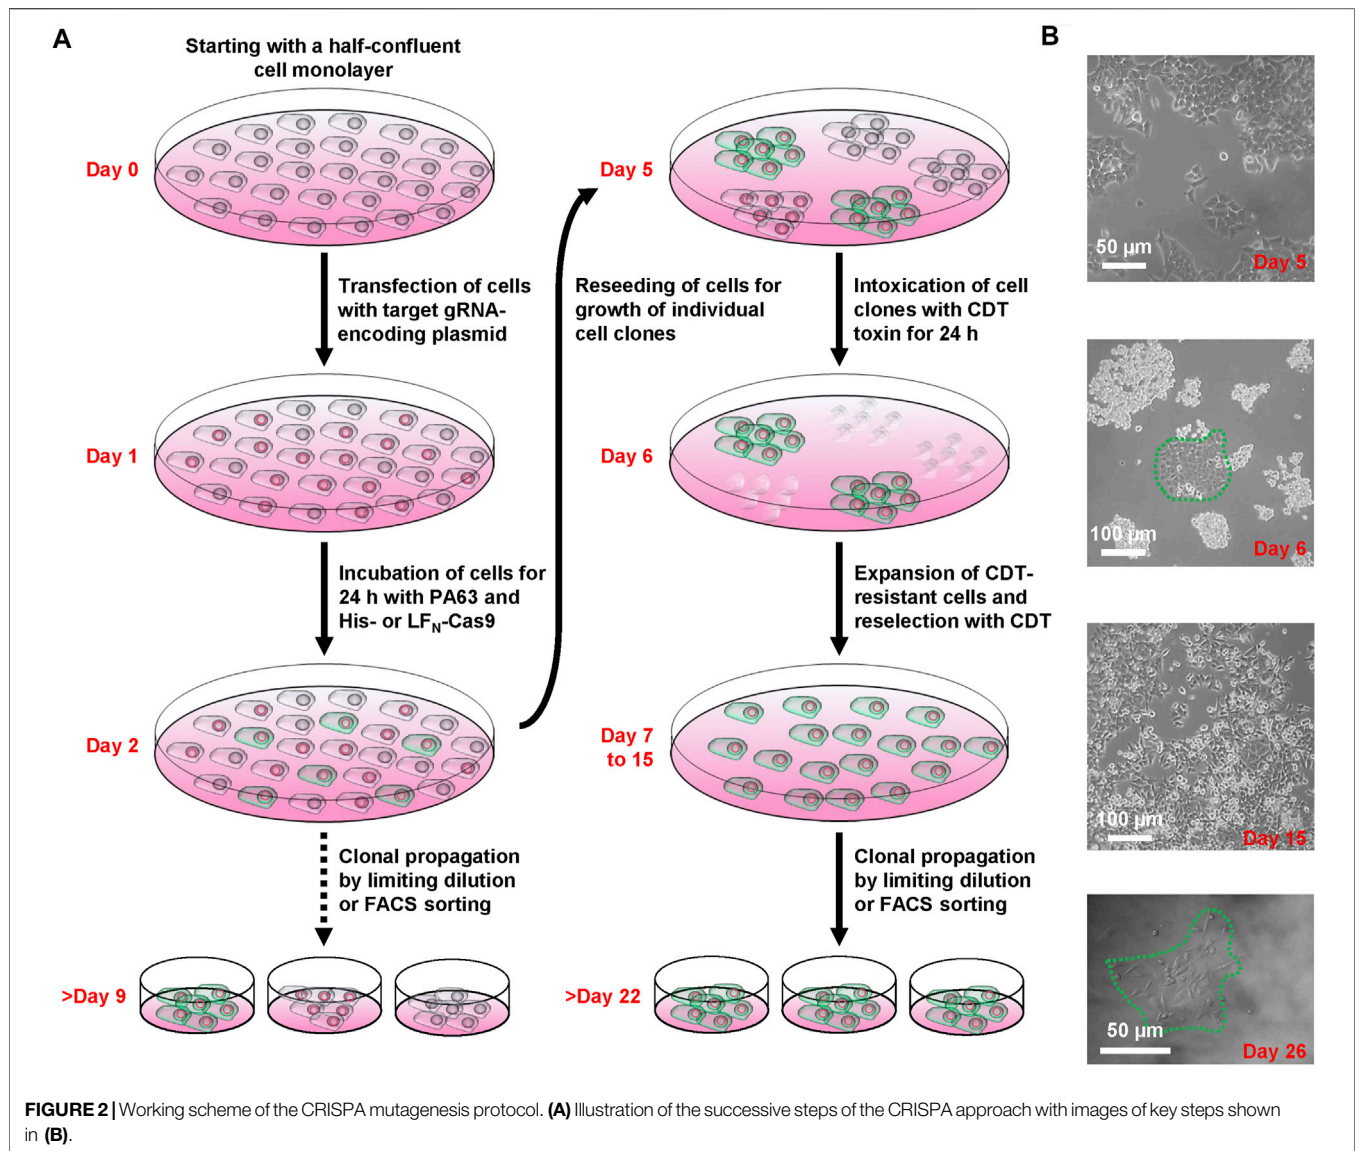 A
Starting with a half-confluent
cell monolayer
Day 0
Transfection of cells
with target gRNA-
encoding plasmid
Day 1
Incubation of cells for
24 h with PA63 and
His- or LFN-Cas9
Day 2
Clonal propagation
by limiting dilution
or FACS sorting
>Day 9
Reseeding of cells for
growth of individual
cell clones
Day 5
Intoxication of cell
clones with CDT
toxin for 24 h
Day 6
Expansion of CDT-
resistant cells and
reselection with CDT
Day 7
to 15
Clonal propagation
by limiting dilution
or FACS sorting
>Day 22
B
50 µm
Day 5
100 µm
Day 6
100 µm
Day 15
50 µm
Day 26
FIGURE 2 | Working scheme of the CRISPA mutagenesis protocol. (A) Illustration of the successive steps of the CRISPA approach with images of key steps shown
in (B).